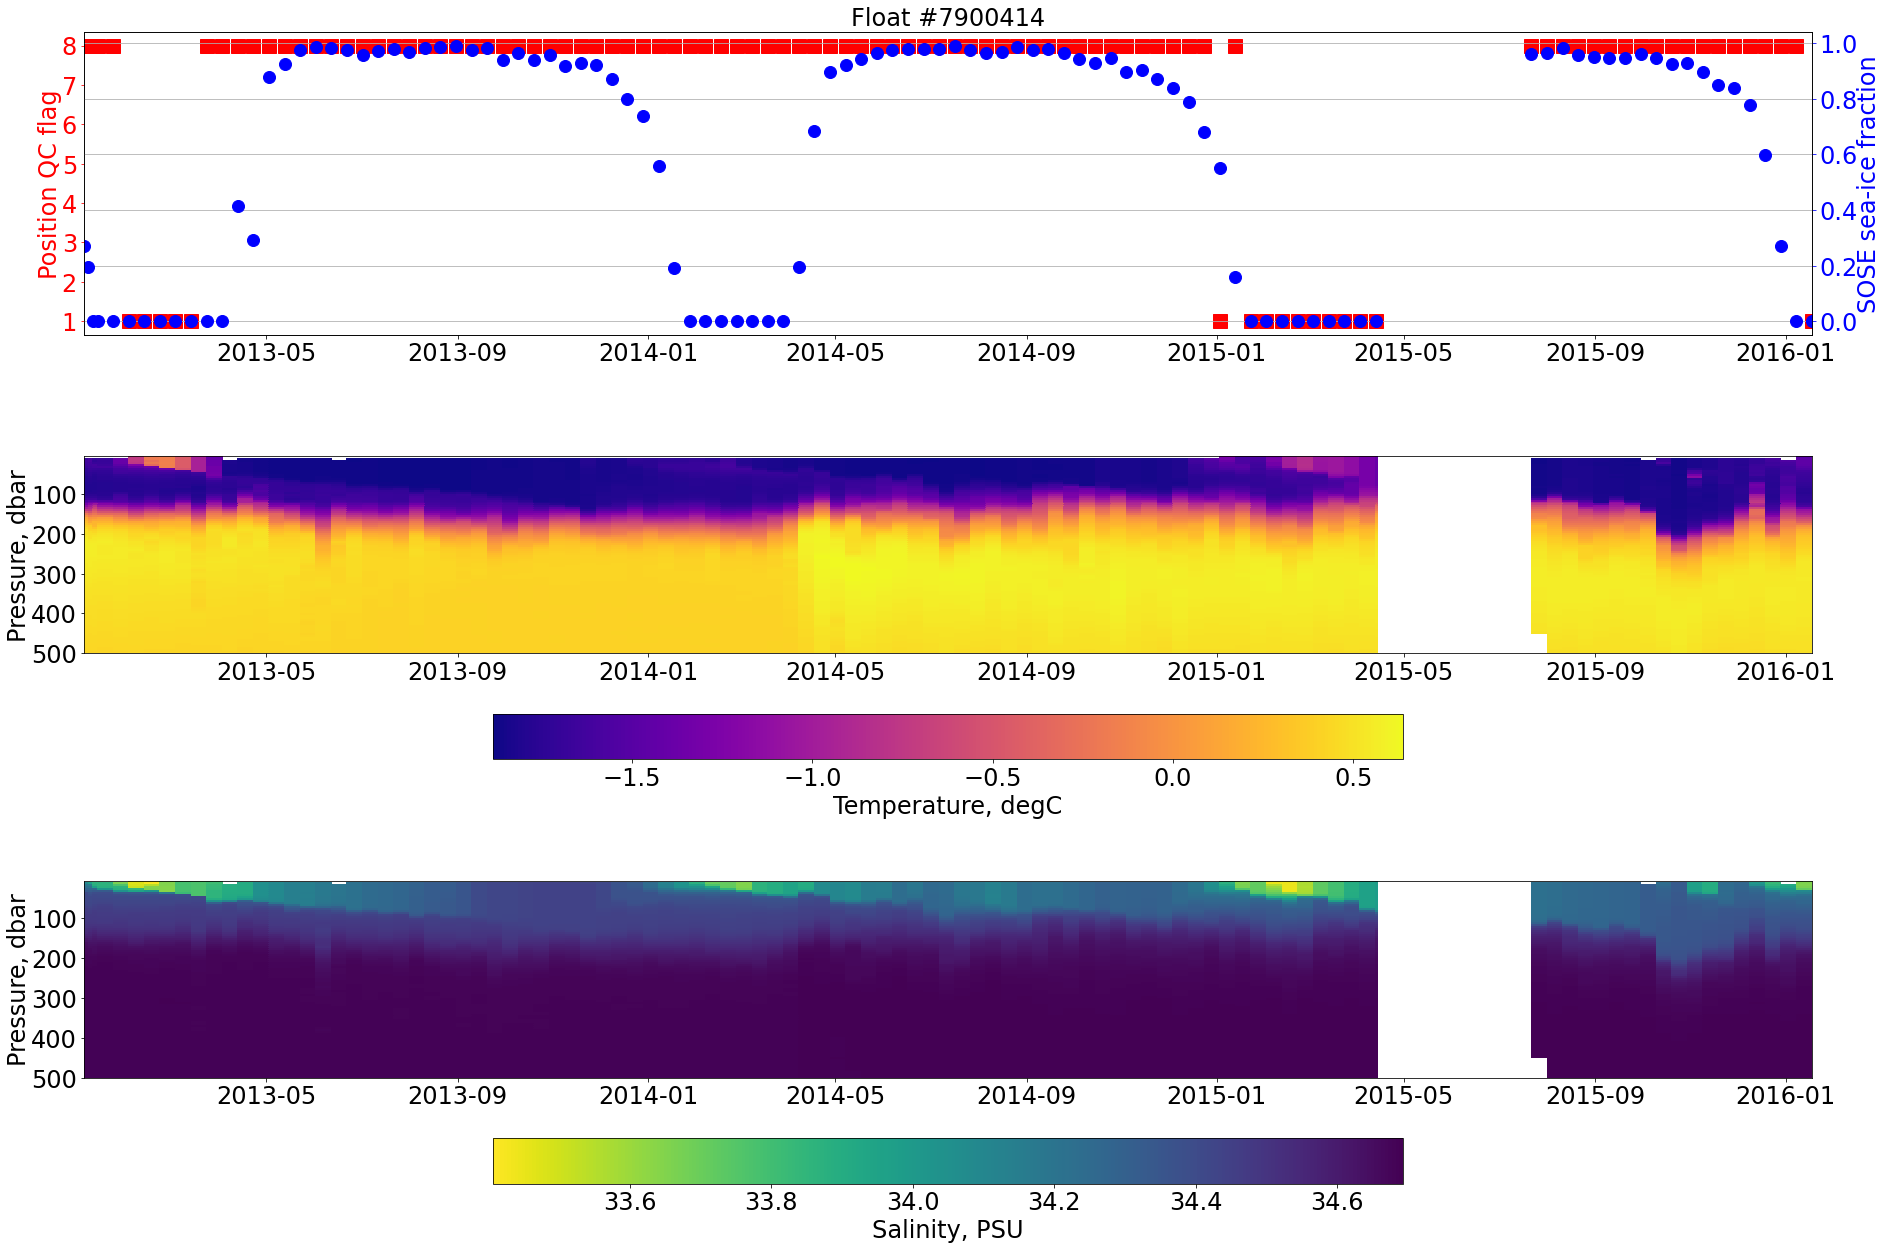 Float #7900414
Position QC flag
8
7
6
5
4
3
2
1
1.0
0.8
0.6
0.4
0.2
0.0
SOSE sea-ice fraction
2013-05 2013-09 2014-01 2014-05 2014-09 2015-01 2015-05 2015-09 2016-01
Pressure, dbar
100
200
300
400
500
2013-05 2013-09 2014-01 2014-05 2014-09 2015-01 2015-05 2015-09 2016-01
−1.5 −1.0 −0.5 0.0 0.5
Temperature, degC
Pressure, dbar
100
200
300
400
500
2013-05 2013-09 2014-01 2014-05 2014-09 2015-01 2015-05 2015-09 2016-01
33.6 33.8 34.0 34.2 34.4 34.6
Salinity, PSU